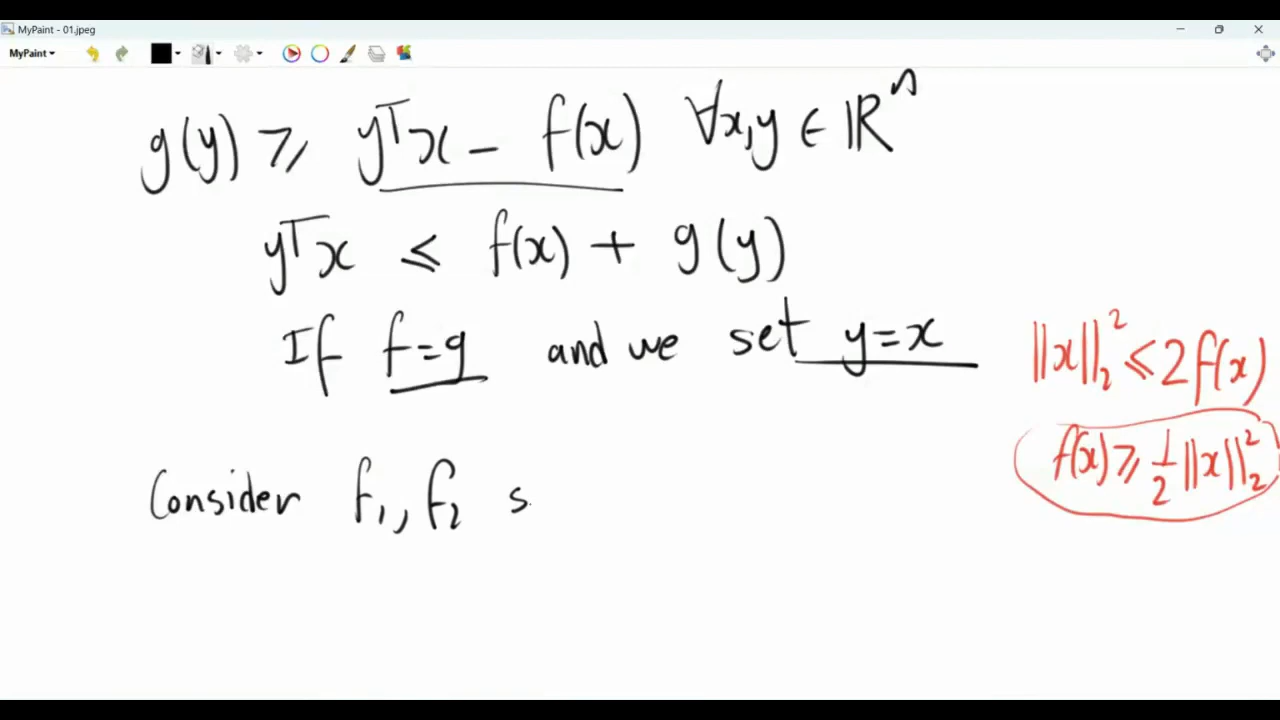 MyPaint - 01.jpeg
MyPaint
g(y) ≥ yᵀx - f(x) ∀x,y ∈ ℝⁿ
yᵀx ≤ f(x) + g(y)
If f=g and we set y=x
||x||₂² ≤ 2f(x)
f(x) ≥ ½||x||₂²
Consider f₁, f₂ s.